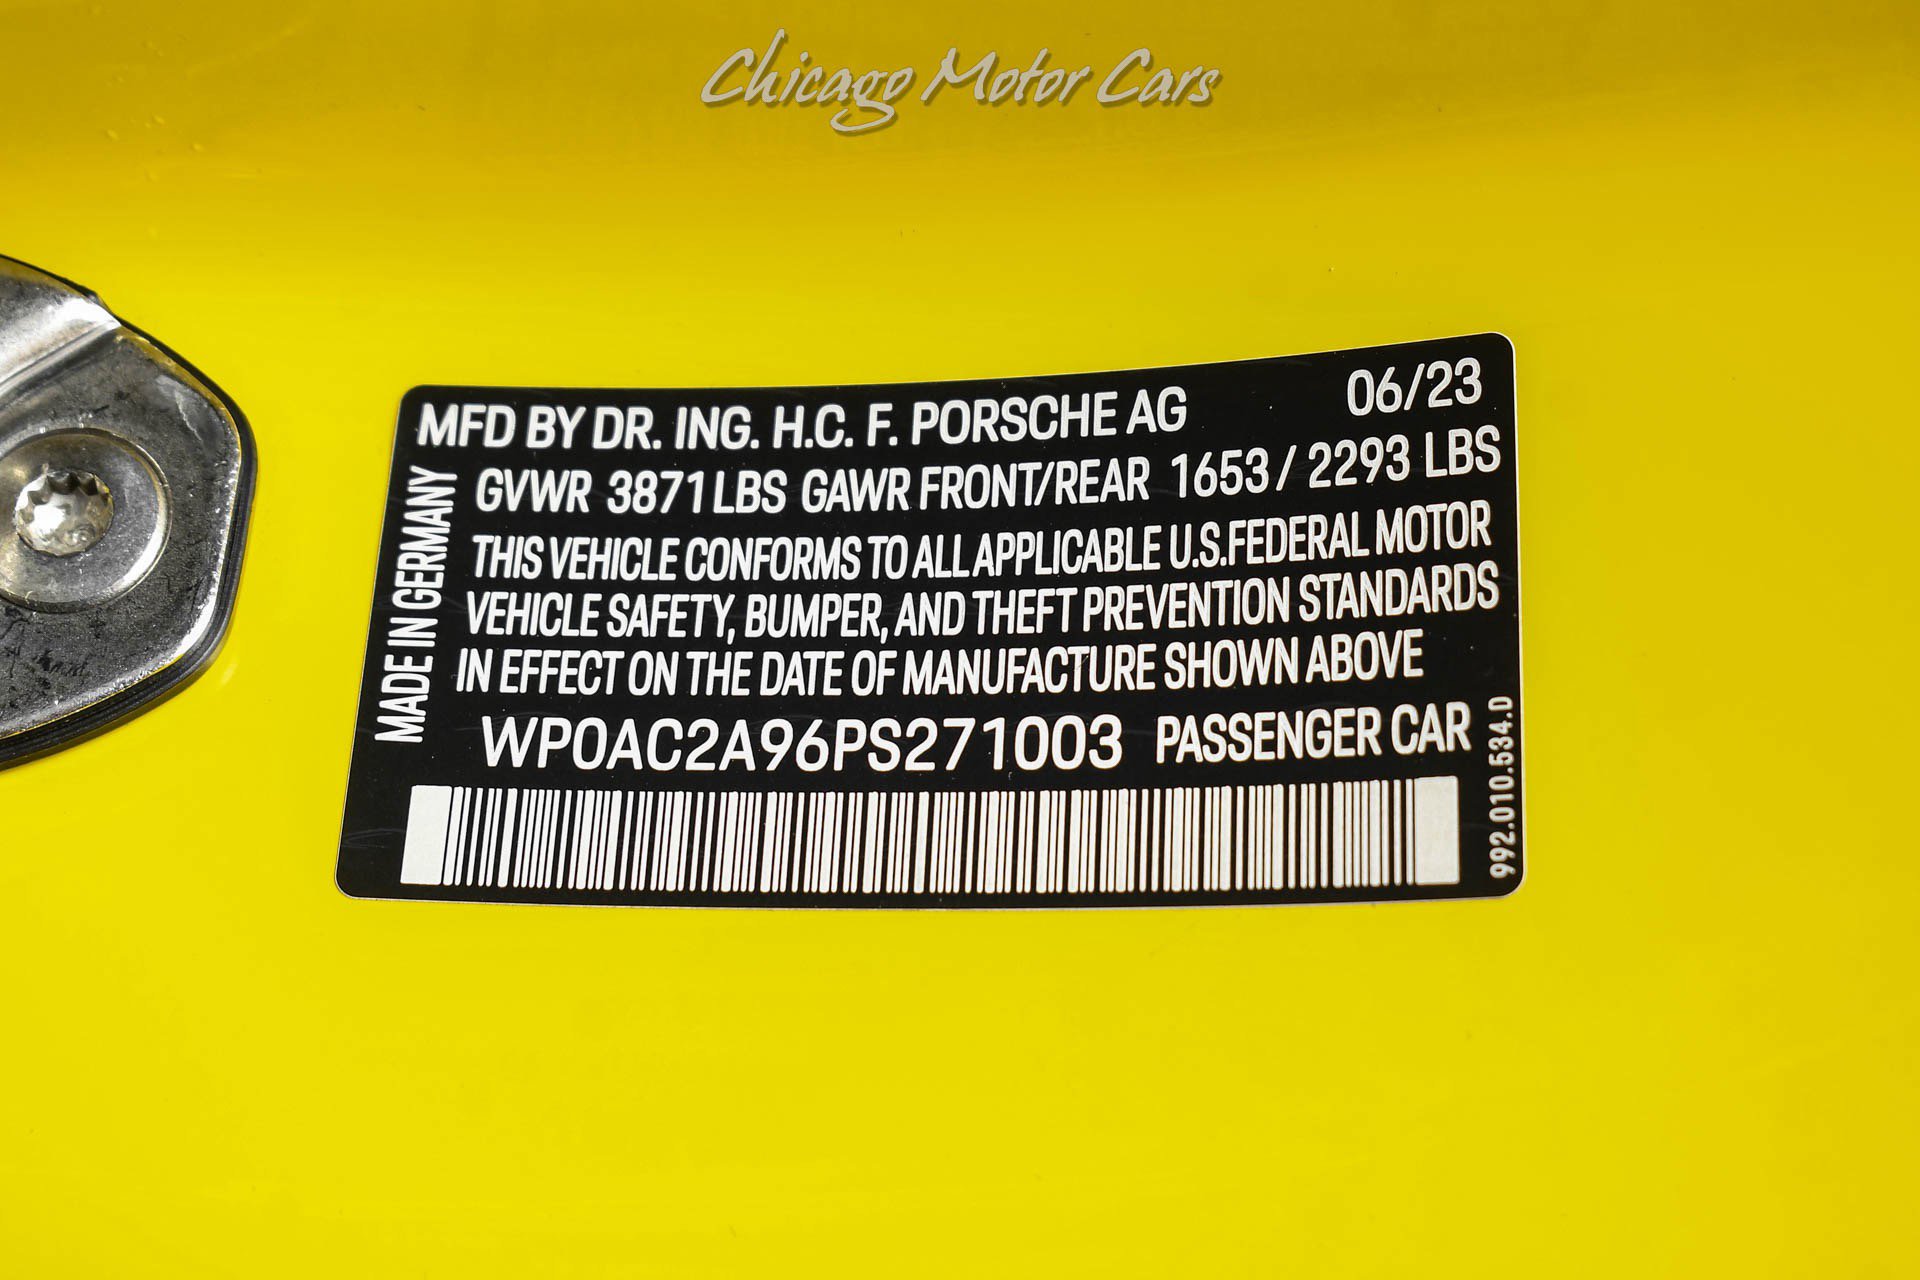 Chicago Motor Cars
MFD BY DR. ING. H.C. F. PORSCHE AG 06/23
GVWR 3871 LBS GAWR FRONT/REAR 1653 / 2293 LBS
THIS VEHICLE CONFORMS TO ALL APPLICABLE U.S.FEDERAL MOTOR
VEHICLE SAFETY, BUMPER, AND THEFT PREVENTION STANDARDS
IN EFFECT ON THE DATE OF MANUFACTURE SHOWN ABOVE
WP0AC2A96PS271003 PASSENGER CAR
MADE IN GERMANY
992.010.534.D